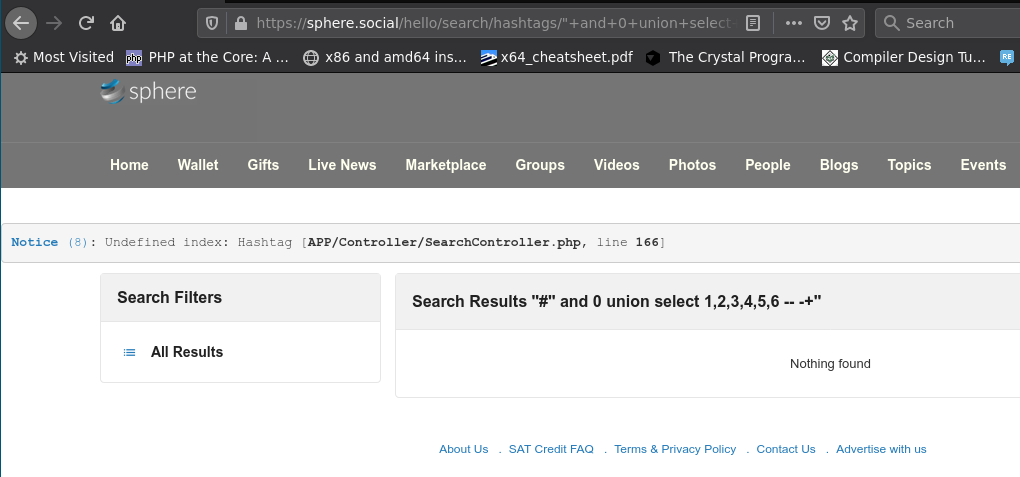 https://sphere.social/hello/search/hashtags/"+and+0+union+select
Search
Most Visited
php PHP at the Core: A ...
x86 and amd64 ins...
x64_cheatsheet.pdf
The Crystal Progra...
Compiler Design Tu...
RE
sphere
Home Wallet Gifts Live News Marketplace Groups Videos Photos People Blogs Topics Events
Notice (8): Undefined index: Hashtag [APP/Controller/SearchController.php, line 166]
Search Filters
All Results
Search Results "#" and 0 union select 1,2,3,4,5,6 -- -+"
Nothing found
About Us . SAT Credit FAQ . Terms & Privacy Policy . Contact Us . Advertise with us